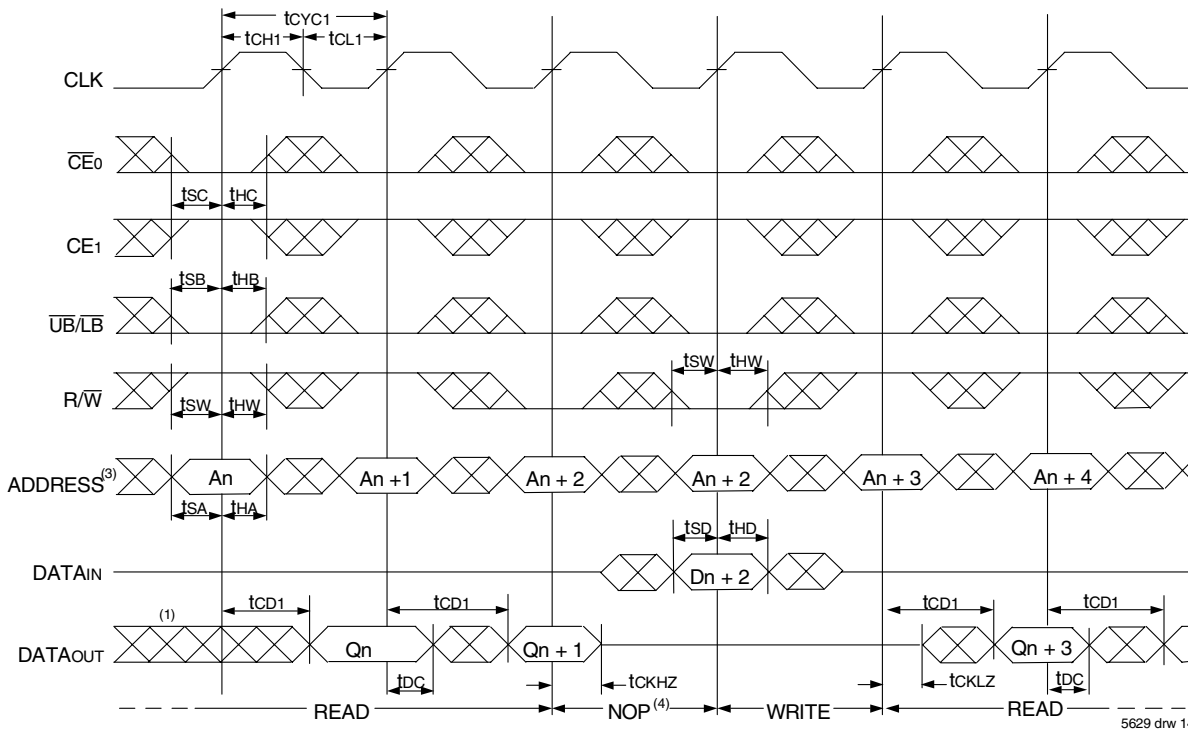 tCYC1
tCH1 tCL1
CLK
CE0
tSC tHC
CE1
tSB tHB
UB/LB
tSW tHW
R/W
tSW tHW
ADDRESS(3) An An +1 An + 2 An + 2 An + 3 An + 4
tSA tHA
tSD tHD
DATAIN Dn + 2
(1) tCD1 tCD1 tCD1 tCD1
DATAOUT Qn Qn + 1 Qn + 3
tDC tCKHZ tCKLZ tDC
READ NOP(4) WRITE READ
5629 drw 14